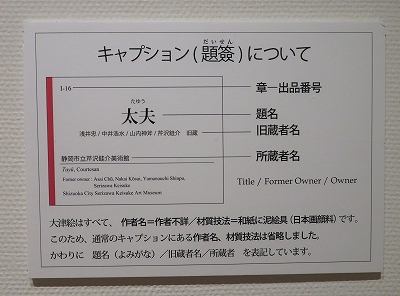 だいせん
キャプション(題簽)について
I-16
章—出品番号
たゆう
太夫
題名
浅井忠/中井浩水/山内神斧/芹沢銈介 旧蔵
旧蔵者名
静岡市立芹沢銈介美術館
所蔵者名
Tayū, Courtesan
Former owner : Asai Chū, Nakai Kōsui, Yamanouchi Shinpo,
Serizawa Keisuke
Shizuoka City Serizawa Keisuke Art Museum
Title / Former Owner / Owner
大津絵はすべて、作者名=作者不詳/材質技法=和紙に泥絵具(日本画顔料)です。
このため、通常のキャプションにある作者名、材質技法は省略しました。
かわりに 題名(よみがな)/旧蔵者名/所蔵者 を表記しています。